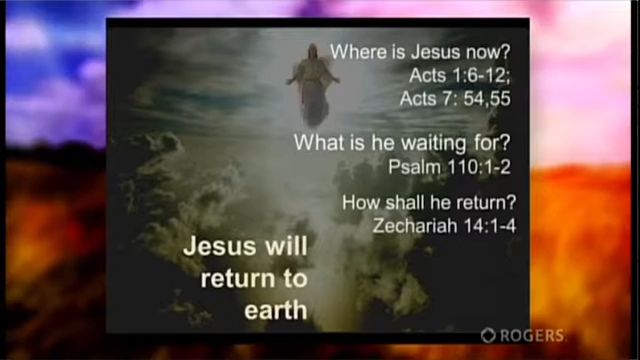 Where is Jesus now?
Acts 1:6-12;
Acts 7: 54,55
What is he waiting for?
Psalm 110:1-2
How shall he return?
Zechariah 14:1-4
Jesus will
return to
earth
ROGERS